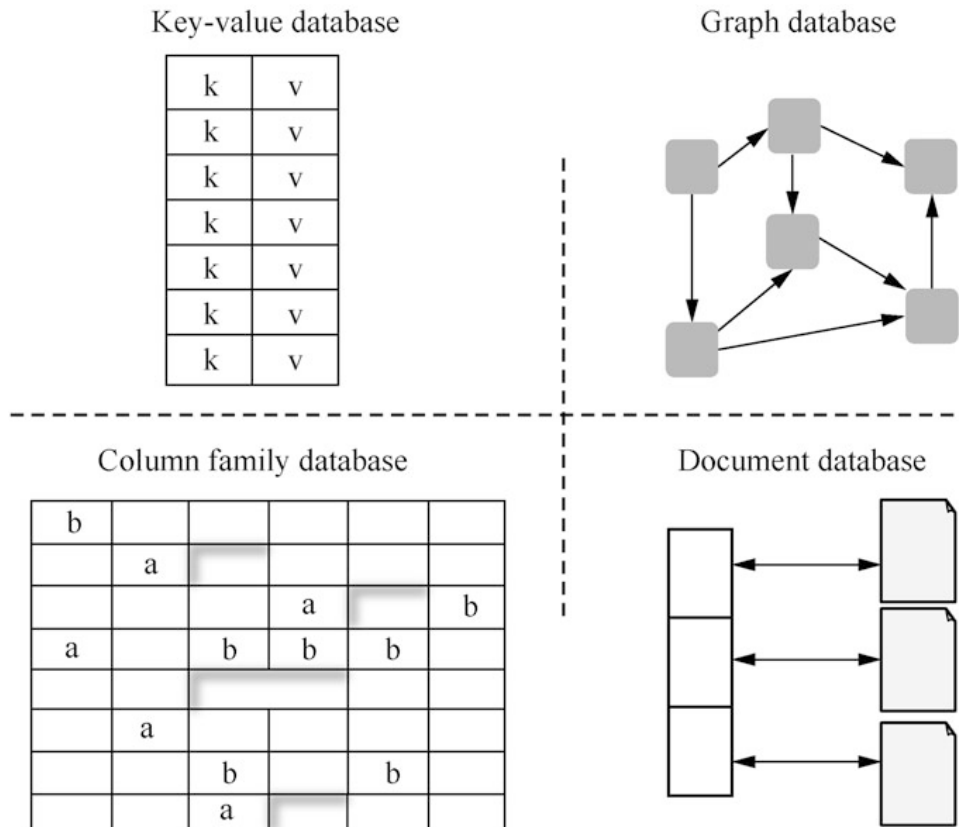 Key-value database
k v
k v
k v
k v
k v
k v
k v
Graph database
Column family database
b
a
a b
a b b b
a
b b
a
Document database